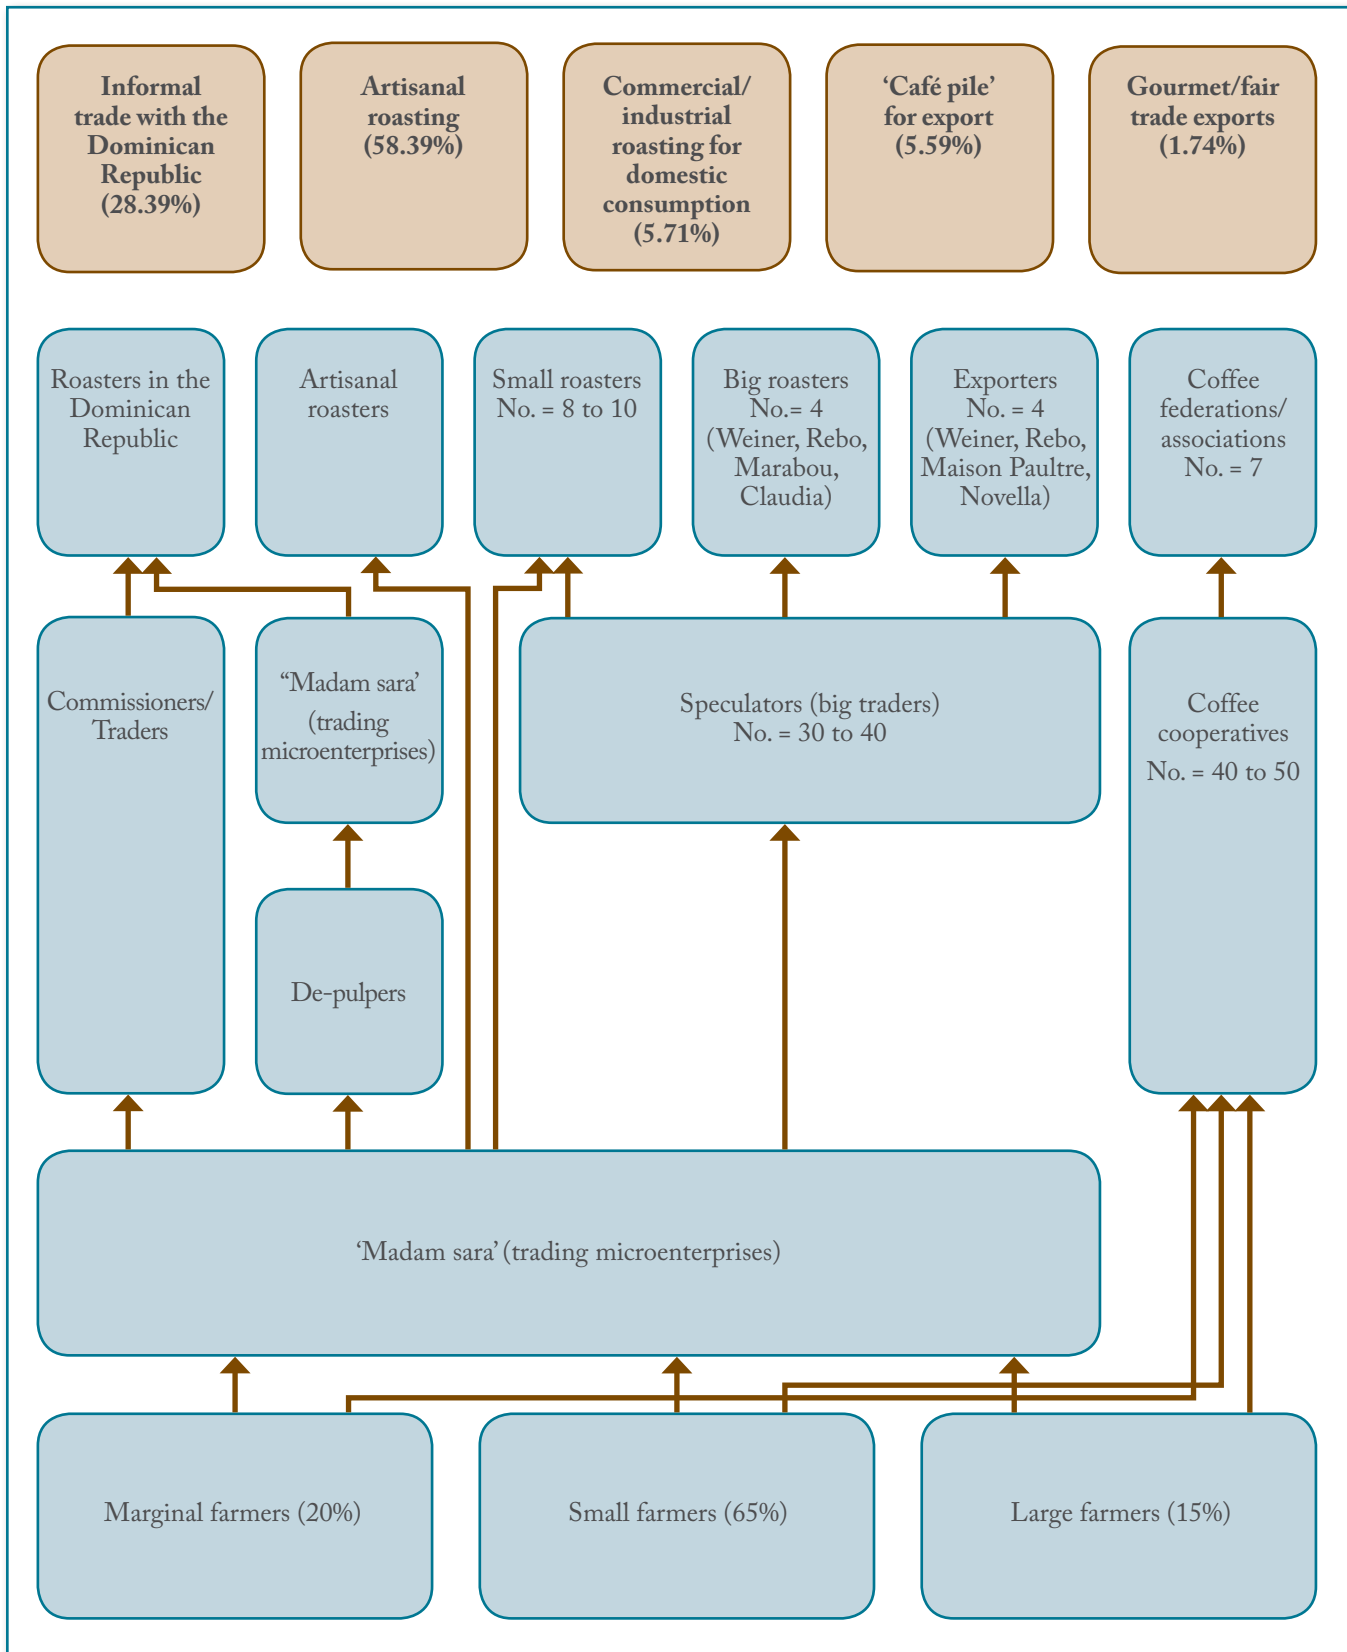 Informal
trade with the
Dominican
Republic
(28.39%)
Artisanal
roasting
(58.39%)
Commercial/
industrial
roasting for
domestic
consumption
(5.71%)
‘Café pile’
for export
(5.59%)
Gourmet/fair
trade exports
(1.74%)
Roasters in the
Dominican
Republic
Artisanal
roasters
Small roasters
No. = 8 to 10
Big roasters
No.= 4
(Weiner, Rebo,
Marabou,
Claudia)
Exporters
No. = 4
(Weiner, Rebo,
Maison Paultre,
Novella)
Coffee
federations/
associations
No. = 7
Commissioners/
Traders
“Madam sara’
(trading
microenterprises)
Speculators (big traders)
No. = 30 to 40
Coffee
cooperatives
No. = 40 to 50
De-pulpers
‘Madam sara’ (trading microenterprises)
Marginal farmers (20%)
Small farmers (65%)
Large farmers (15%)